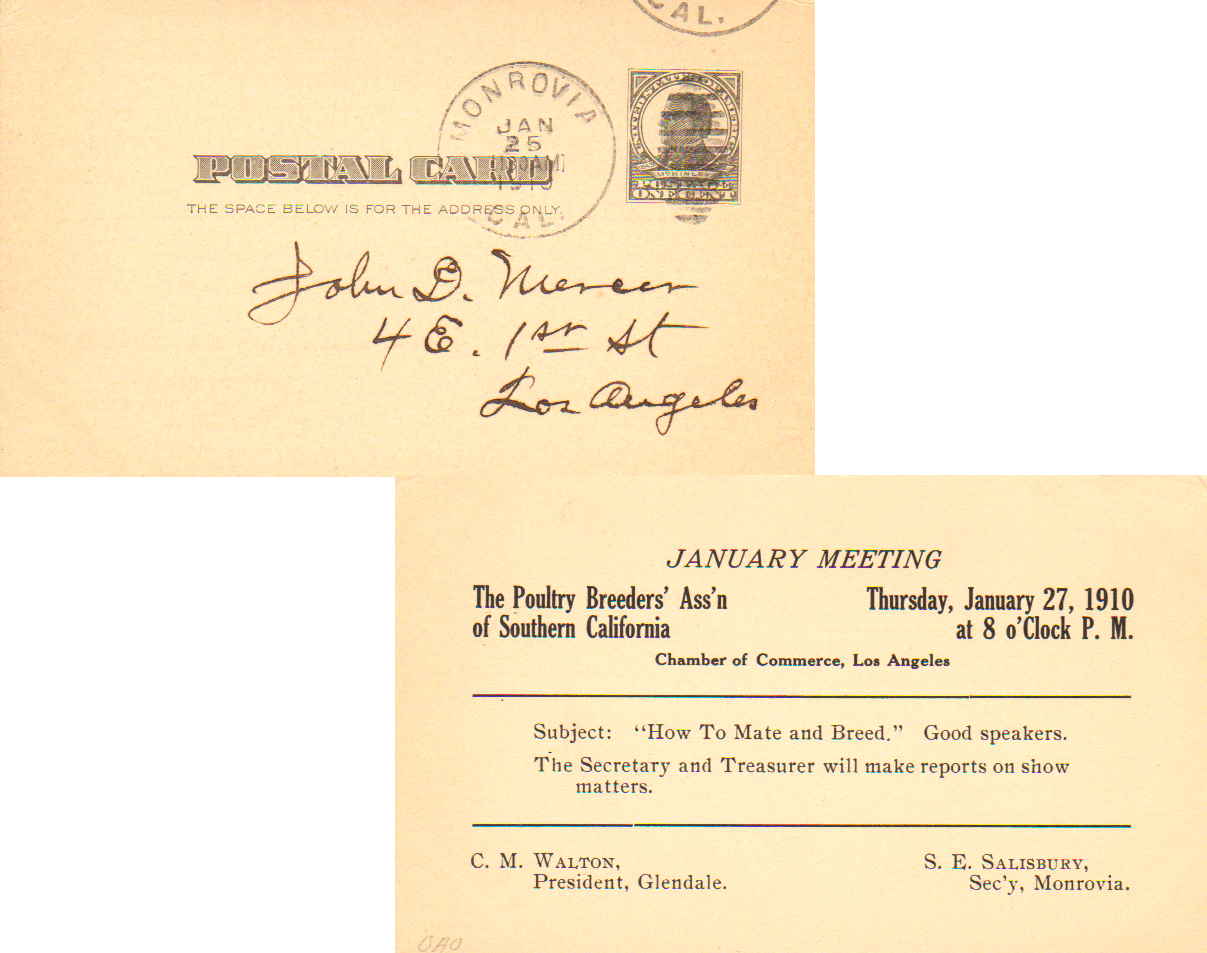 CAL.
MONROVIA
JAN
25
1910
CAL.
POSTAL CARD
THE SPACE BELOW IS FOR THE ADDRESS ONLY.
McKINLEY
ONE CENT
John D. Mercer
4 E. 1st St
Los Angeles
JANUARY MEETING
The Poultry Breeders' Ass'n
of Southern California
Thursday, January 27, 1910
at 8 o'Clock P. M.
Chamber of Commerce, Los Angeles
Subject: "How To Mate and Breed." Good speakers.
The Secretary and Treasurer will make reports on show
matters.
C. M. WALTON,
President, Glendale.
S. E. SALISBURY,
Sec'y, Monrovia.